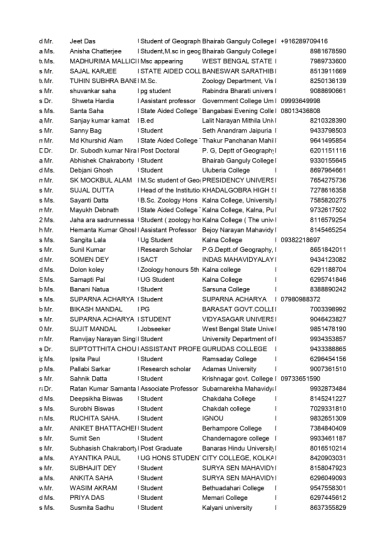 d Mr. Jeet Das I Student of Geograph Bhairab Ganguly College I +916289709416
a Ms. Anisha Chatterjee I Student,M.sc in geog Bhairab Ganguly College I 8981678590
b Ms. MADHURIMA MALLICI Msc appearing WEST BENGAL STATE I 7989733600
s Mr. SAJAL KARJEE I STATE AIDED COLL BANESWAR SARATHIB I 8513911669
b Mr. TUHIN SUBHRA BANE M.Sc. Zoology Department, Vis I 8250136139
s Mr. shuvankar saha I pg student Rabindra Bharati univers I 9088690661
s Dr. Shweta Hardia I Assistant professor Government College Um I 09993649998
s Ms. Santa Saha I State Aided College Bangabasi Evening Colle I 08013436808
a Mr. Sanjay kumar kamat I B.ed Lalit Narayan Mithila Univ I 8210328390
s Mr. Sanny Bag I Student Seth Anandram Jaipuria I 9433798503
n Mr. Md Khurshid Alam I State Aided College Thakur Panchanan Mahil I 9641495854
D Dr. Dr. Subodh kumar Nira I Post Doctoral P. G, Deptt of Geography I 6201151116
a Mr. Abhishek Chakraborty I Student Bhairab Ganguly College I 9330155645
d Ms. Debjani Ghosh I Student Uluberia College I 8697964661
n Mr. SK MOCKBUL ALAM I M.Sc student of Geo PRESIDENCY UNIVERS I 7654275736
s Mr. SUJAL DUTTA I Head of the Institutio KHADALGOBRA HIGH S I 7278616358
s Ms. Sayanti Datta I B.Sc. Zoology Hons Kalna College, University I 7585820275
n Mr. Mayukh Debnath I State Aided College Kalna College, Kalna, Pu I 9732617502
2 Ms. Jaha ara sadrunnessa I Student ( zoology ho Kalna College ( The univ I 8116579254
n Mr. Hemanta Kumar Ghosh I Assistant Professor Bejoy Narayan Mahavidy I 8145465254
s Ms. Sangita Lala I Ug Student Kalna College I 09382218697
s Mr. Sunil Kumar I Research Scholar P.G.Deptt.of Geography, I 8651842011
d Mr. SOMEN DEY I SACT INDAS MAHAVIDYALAY I 9434123082
d Ms. Dolon koley I Zoology honours 5th Kalna college I 6291188704
S Ms. Samapti Pal I UG Student Kalna College I 6295741846
b Ms. Banani Natua I Student Sarsuna College I 8388890242
s Ms. SUPARNA ACHARYA I Student SUPARNA ACHARYA I 07980988372
b Mr. BIKASH MANDAL I PG BARASAT GOVT.COLLE I 7003398992
s Ms. SUPARNA ACHARYA I STUDENT VIDYASAGAR UNIVERS I 9046423827
0 Mr. SUJIT MANDAL I Jobseeker West Bengal State Unive I 9851478190
n Mr. Ranvijay Narayan Singl I Student University Department of I 9934353857
s Dr. SUPTOTTHITA CHOU I ASSISTANT PROFE GURUDAS COLLEGE I 9433388865
ip Ms. Ipsita Paul I Student Ramsaday College I 6296454156
p Ms. Pallabi Sarkar I Research scholar Adamas University I 9007361510
s Mr. Sahnik Datta I Student Krishnagar govt. College I 09733651590
ra Dr. Ratan Kumar Samanta I Associate Professor Subarnarekha Mahavidy I 9932873484
d Ms. Deepsikha Biswas I Student Chakdaha College I 8145241227
s Ms. Surobhi Biswas I Student Chakdah college I 7029331810
n Ms. RUCHITA SAHA. I Student IGNOU I 9832651309
a Mr. ANIKET BHATTACHE I Student Berhampore College I 7384840409
s Mr. Sumit Sen I Student Chandernagore college I 9933461187
s Mr. Subhasish Chakraborty I Post Graduate Banaras Hindu University I 8016510214
a Ms. AYANTIKA PAUL I UG HONS STUDENT CITY COLLEGE, KOLKA I 8420903031
s Mr. SUBHAJIT DEY I Student SURYA SEN MAHAVIDY I 8158047923
a Ms. ANKITA SAHA I Student SURYA SEN MAHAVIDY I 6296049093
w Mr. WASIM AKRAM I Student Bethuadahari College I 9547558301
d Ms. PRIYA DAS I Student Memari College I 6297445612
s Ms. Susmita Sadhu I Student Kalyani university I 8637355829